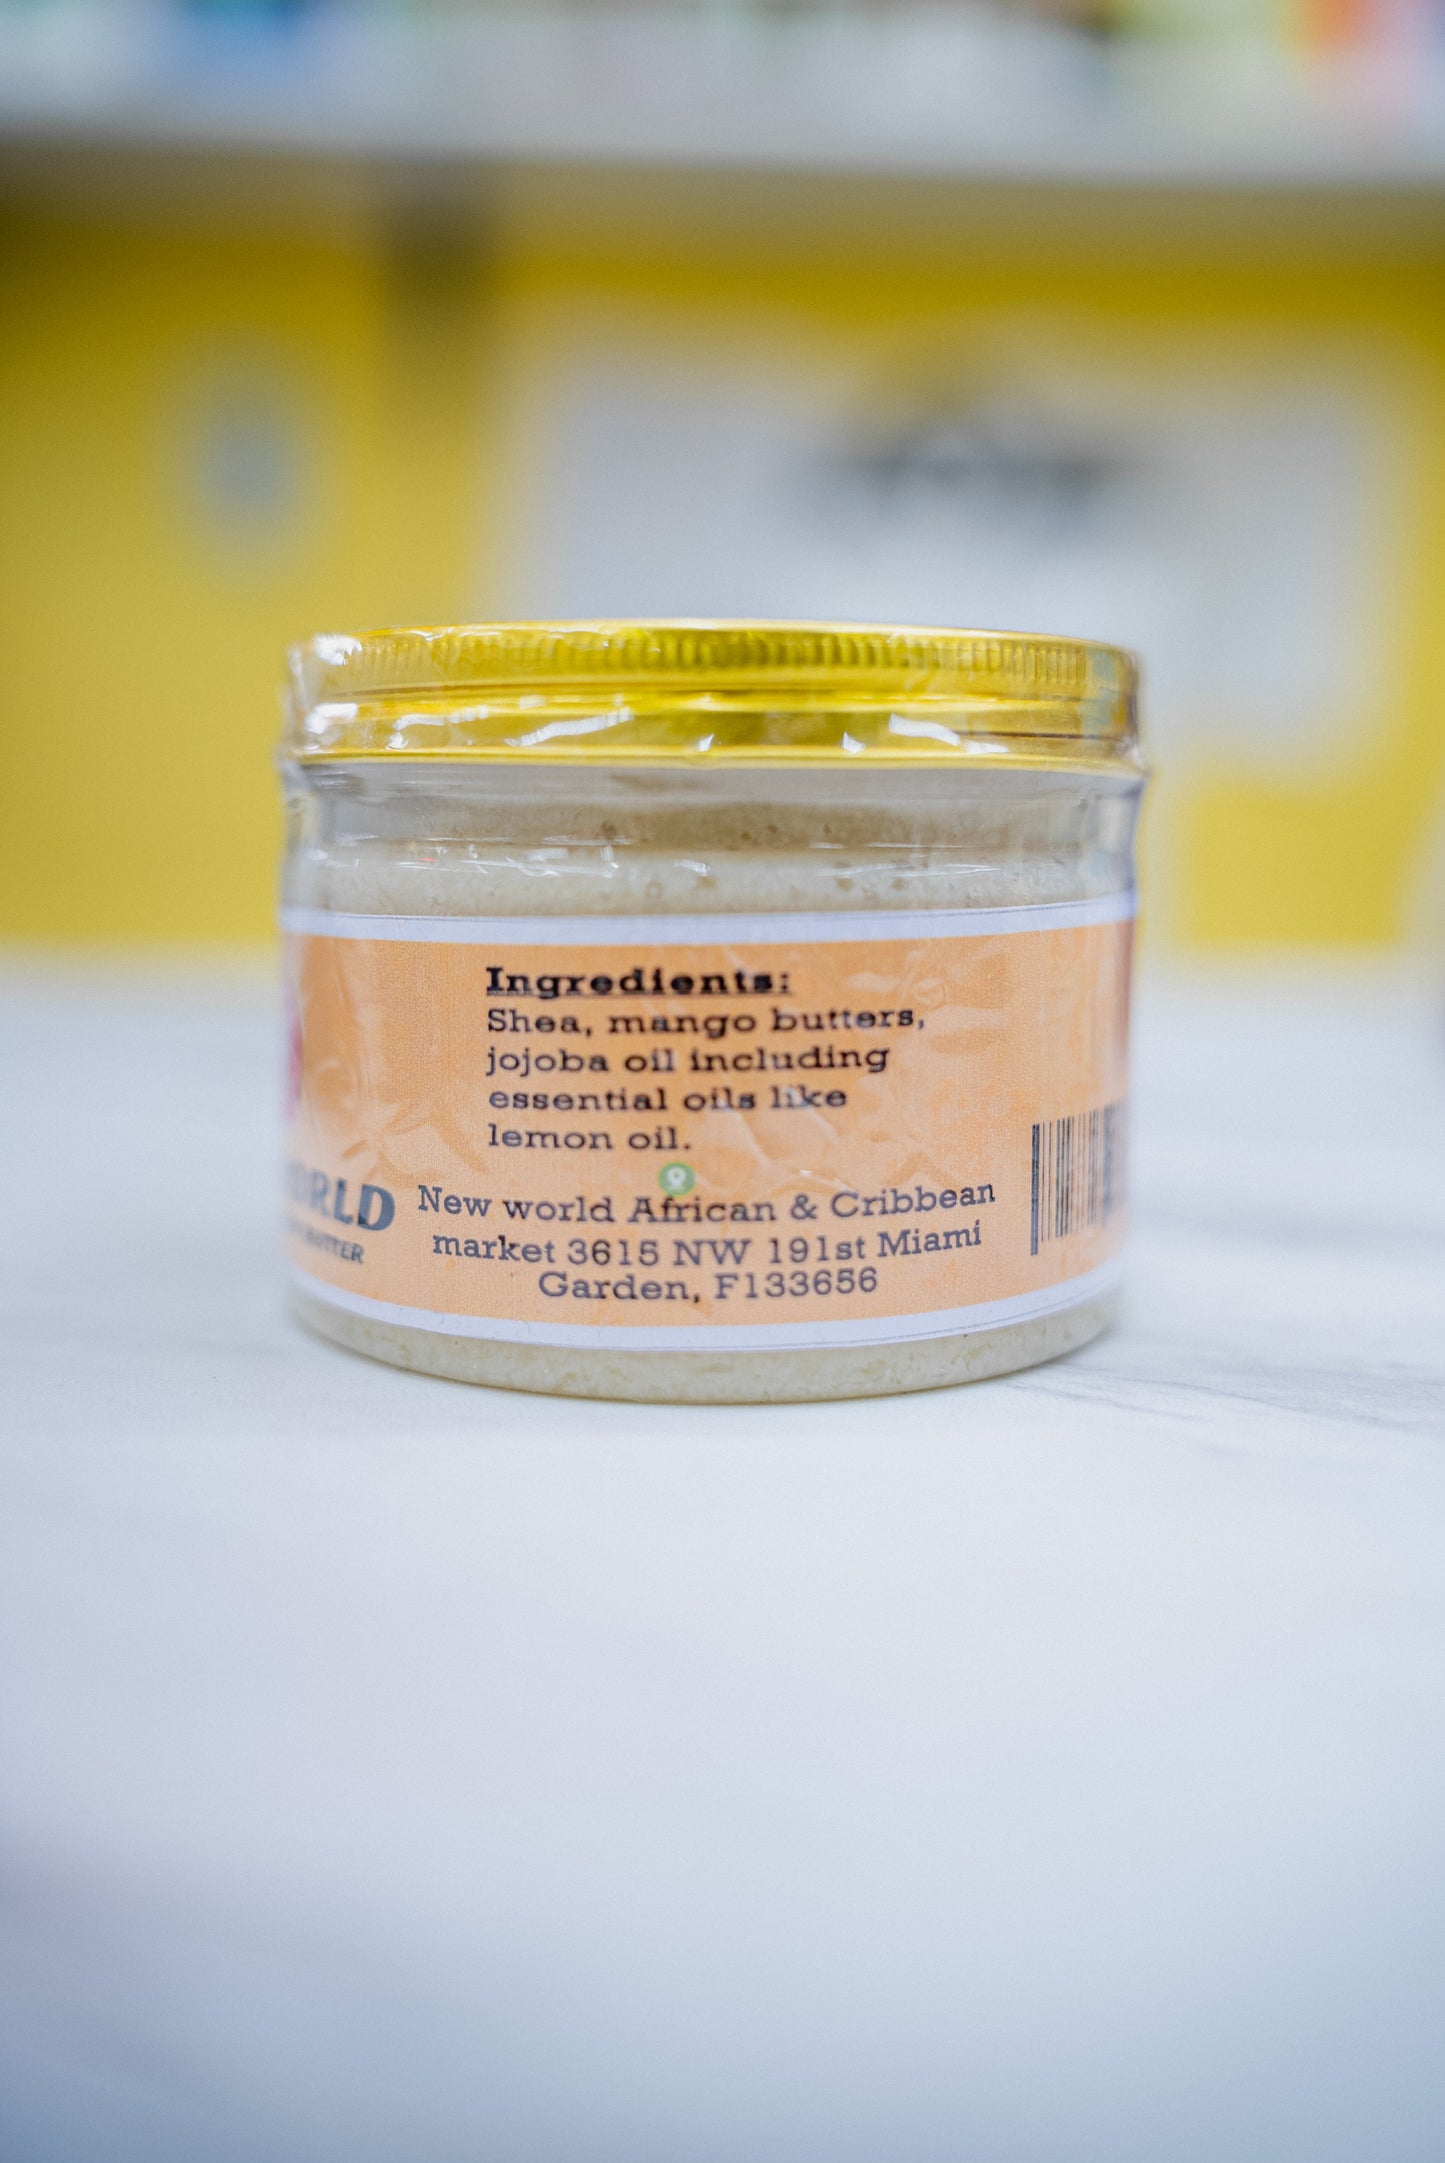 Ingredients:
Shea, mango butters,
jojoba oil including
essential oils like
lemon oil.
New world African & Cribbean
market 3615 NW 191st Miami
Garden, F133656